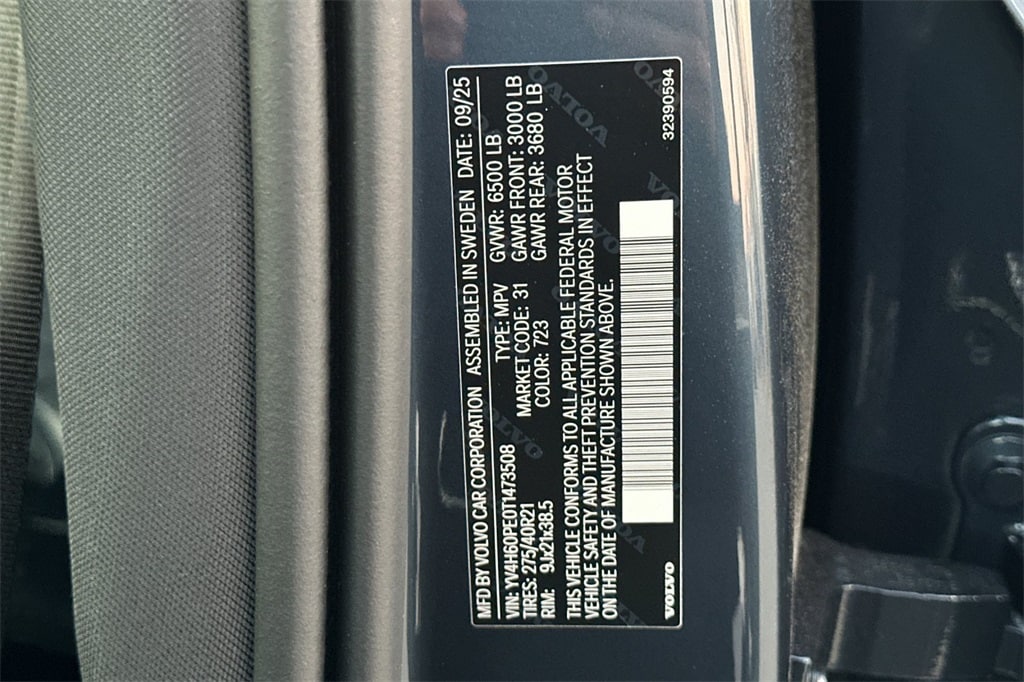 MFD BY VOLVO CAR CORPORATION ASSEMBLED IN SWEDEN DATE: 09/25
VIN: YV4H60PE0T1473508 TYPE: MPV GVWR: 6500 LB
TIRES: 275/40R21 MARKET CODE: 31 GAWR FRONT: 3000 LB
RIM: 9Jx21x38.5 COLOR: 723 GAWR REAR: 3680 LB
THIS VEHICLE CONFORMS TO ALL APPLICABLE FEDERAL MOTOR
VEHICLE SAFETY AND THEFT PREVENTION STANDARDS IN EFFECT
ON THE DATE OF MANUFACTURE SHOWN ABOVE.
VOLVO 32390594